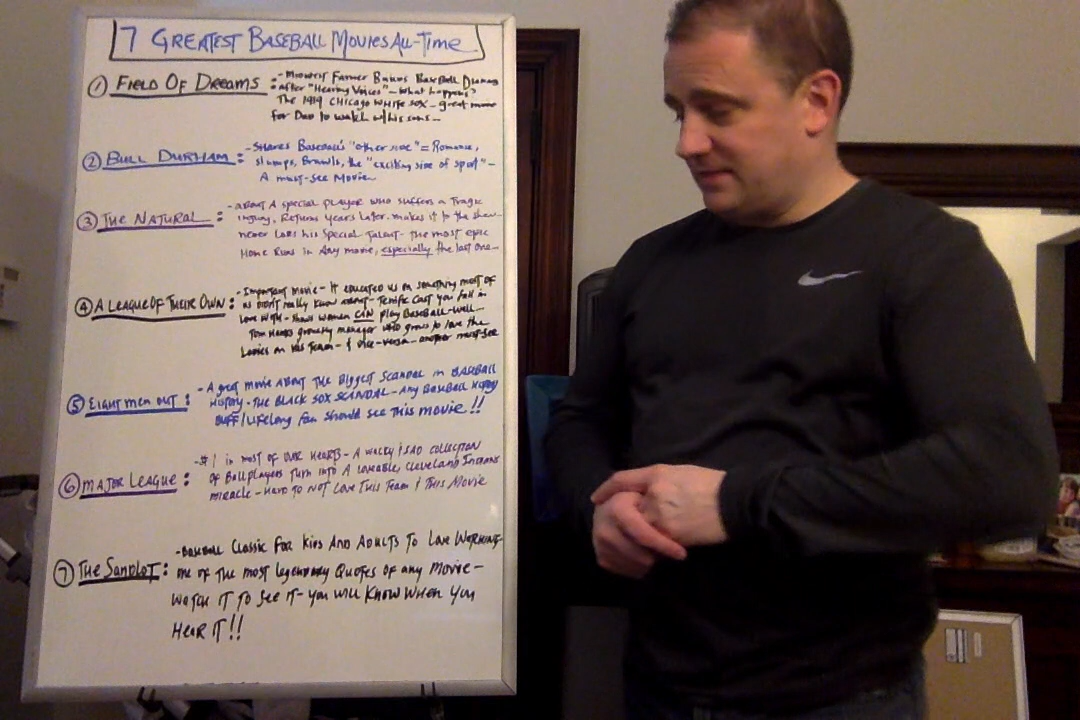 7 GREATEST BASEBALL MOVIES ALL-TIME
① FIELD OF DREAMS : - MIDWEST FARMER BUILDS BASEBALL DIAMOND
AFTER "HEARING VOICES" - WHAT HAPPENS?
THE 1919 CHICAGO WHITE SOX - great movie
for DAD to WATCH w/his sons -
② BULL DURHAM : - SHARES BASEBALL'S "other side" = Romance,
slumps, BRAWLS, the "exciting side of sport" -
A must-see Movie
③ THE NATURAL : - ABOUT A special PLAYER WHO suffers A Tragic
injury, Returns years later. makes it to the show -
never LOSES his special Talent - the most epic
Home Runs in Any movie, especially the last one -
④ A LEAGUE OF THEIR OWN : - Important movie - It educated us on something most of
us DIDN'T really know about - Terrific CAST you fall in
love WITH - shows women CAN play BASEBALL - well -
Tom Hanks grouchy manager who grows to love the
Ladies on his Team - & vice-versa - another must-see
⑤ EIGHT MEN OUT : - A great movie ABOUT THE BIGGEST SCANDAL in BASEBALL
HISTORY - THE BLACK SOX SCANDAL - Any BASEBALL HISTORY
BUFF/Lifelong fan should see this movie!!
⑥ MAJOR LEAGUE : - #1 in most of our HEARTS - A WACKY & SAD COLLECTION
OF BALLPLAYERS TURN INTO A LOVEABLE, Cleveland Indians
miracle - HARD TO NOT LOVE THIS TEAM & THIS MOVIE
⑦ THE SANDLOT : - BASEBALL CLASSIC FOR KIDS AND ADULTS TO LOVE
one OF THE MOST LEGENDARY QUOTES OF ANY MOVIE -
WATCH IT TO SEE IT - YOU WILL KNOW WHEN YOU
HEAR IT!!